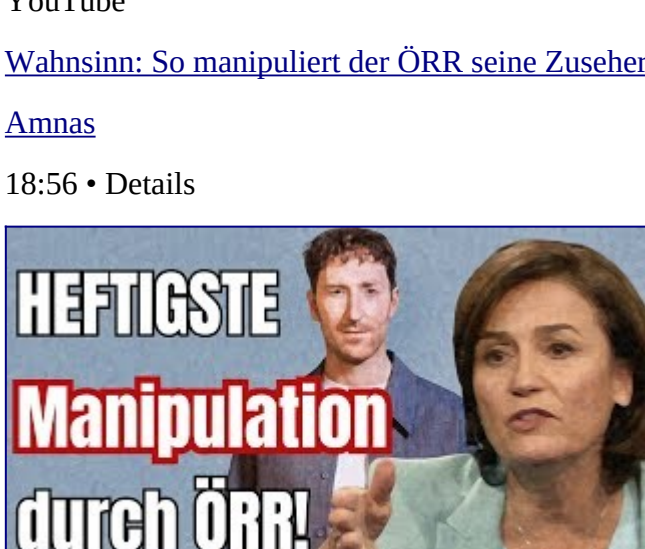 YouTube
Wahnsinn: So manipuliert der ÖRR seine Zuseher
Amnas
18:56 • Details
HEFTIGSTE
Manipulation
durch ÖRR!